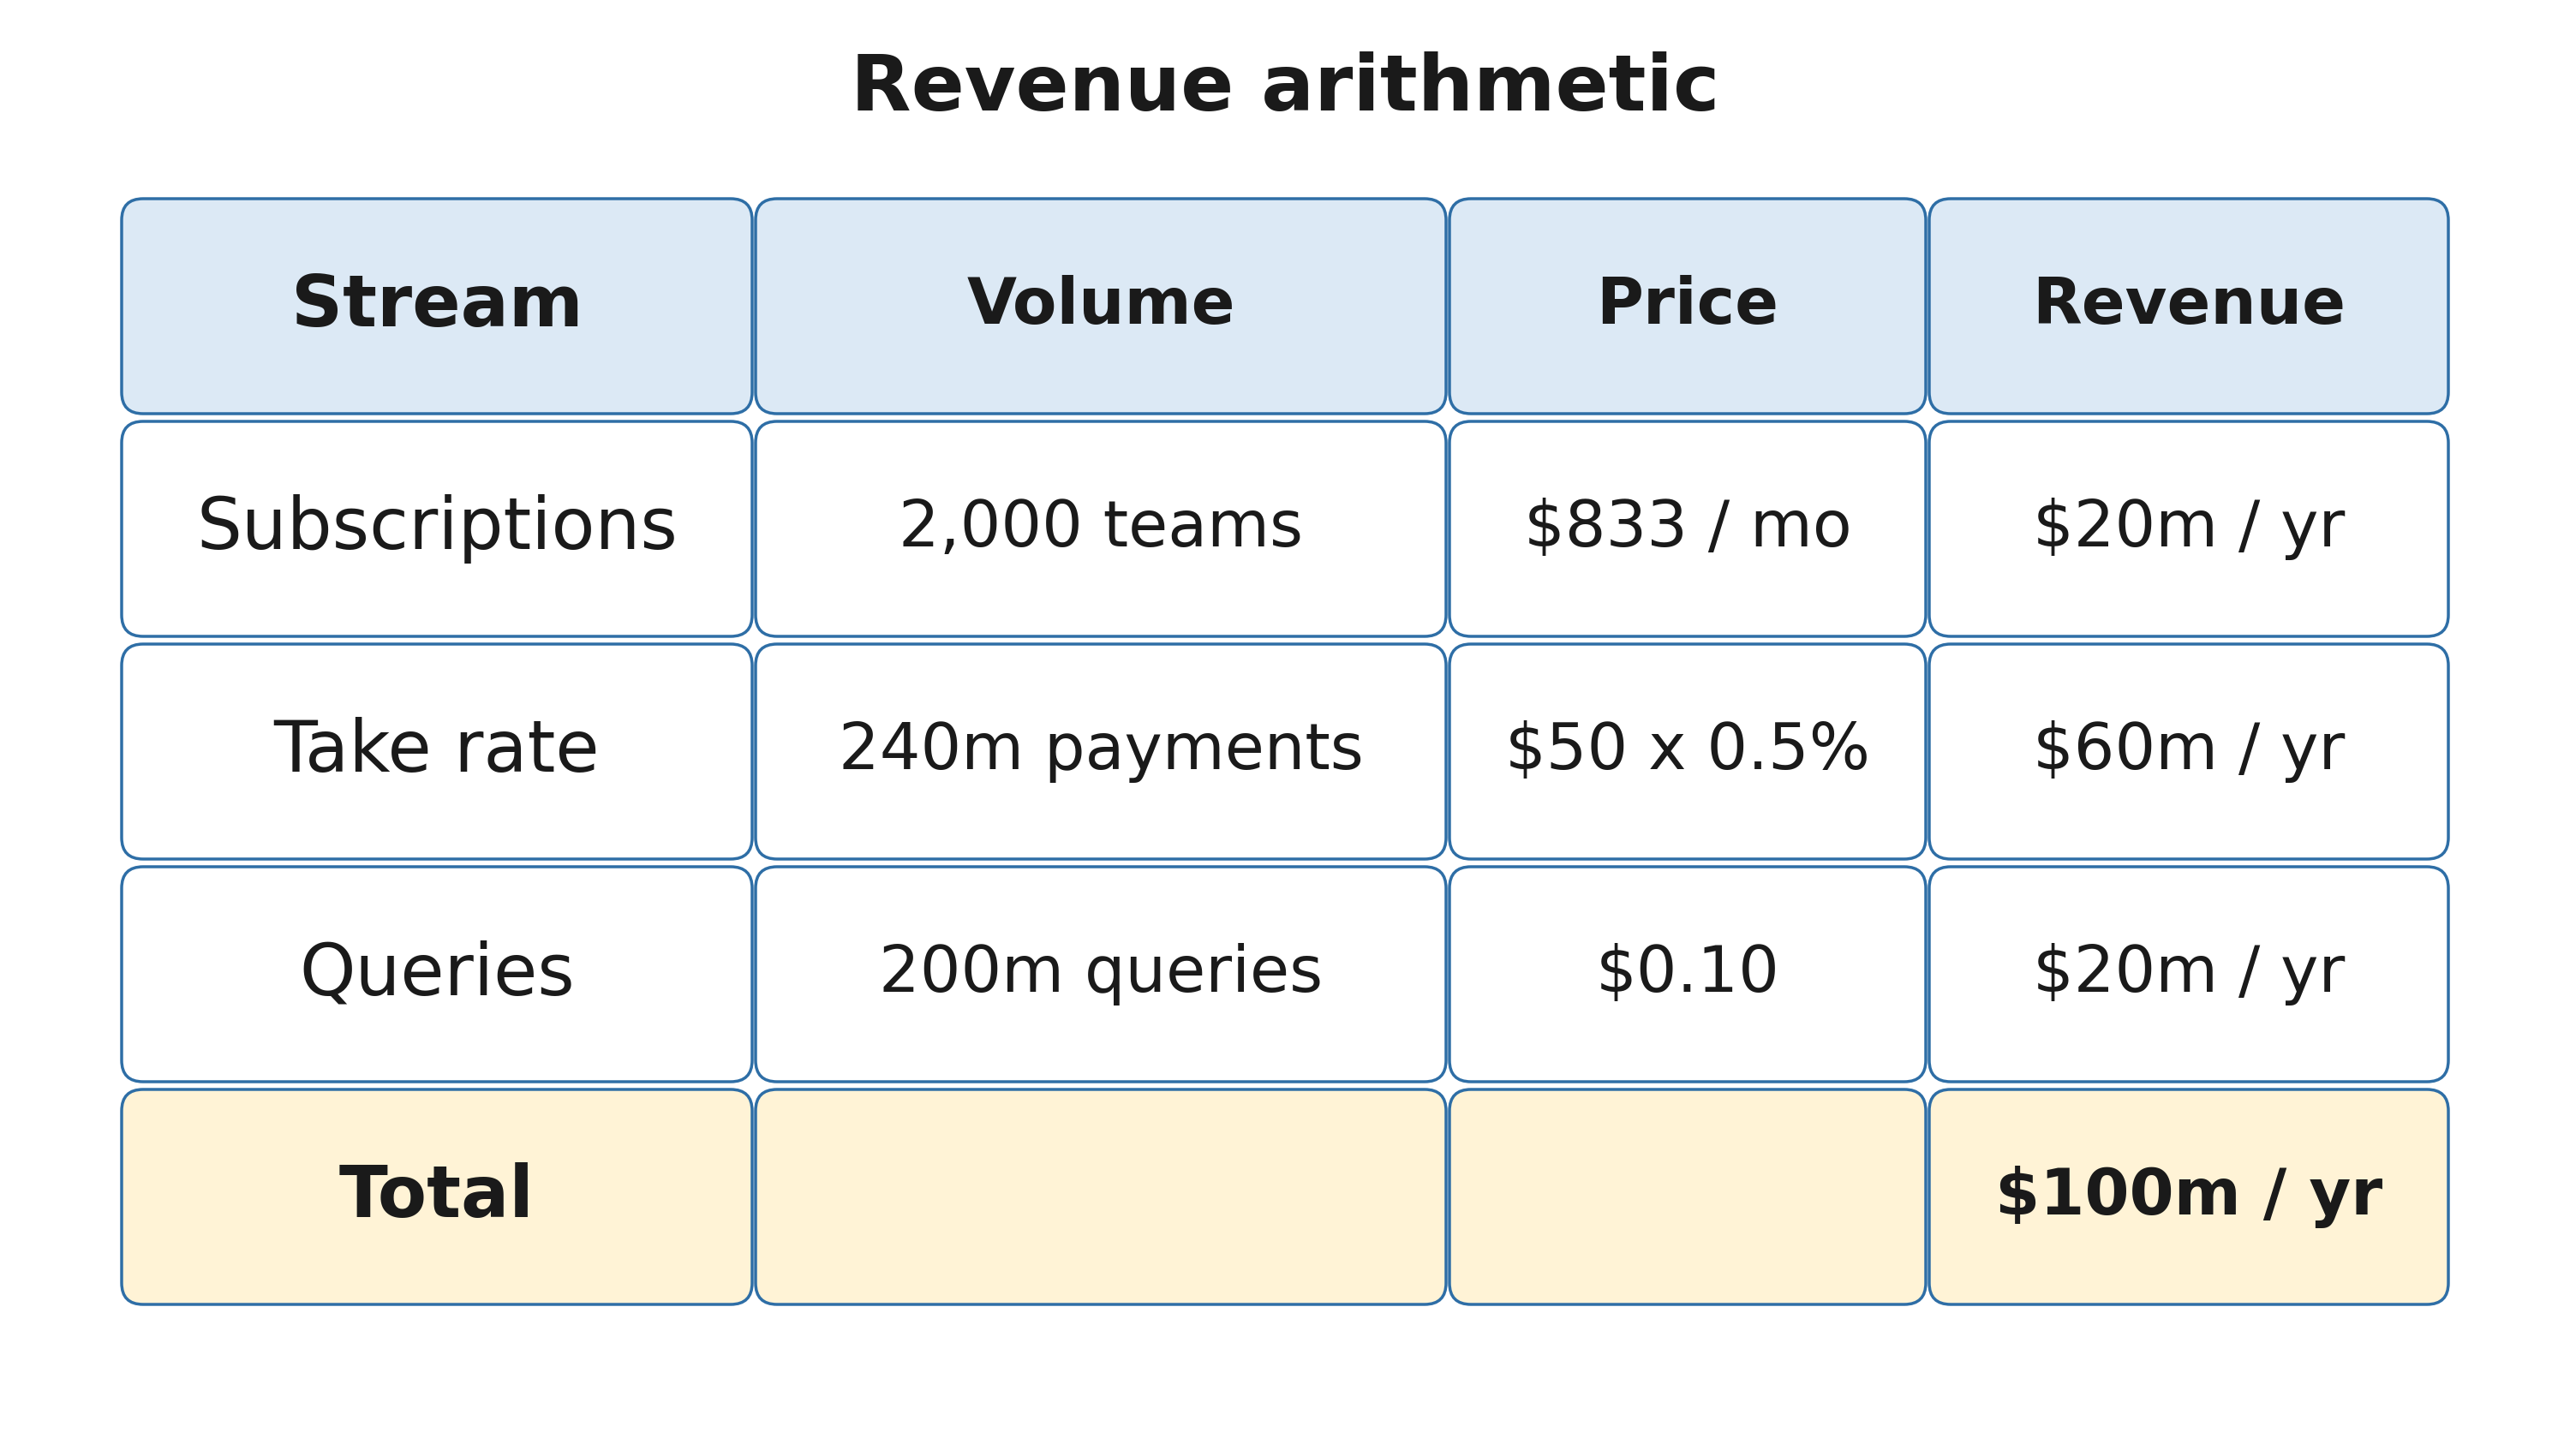 Revenue arithmetic
Stream Volume Price Revenue
Subscriptions 2,000 teams $833 / mo $20m / yr
Take rate 240m payments $50 x 0.5% $60m / yr
Queries 200m queries $0.10 $20m / yr
Total $100m / yr